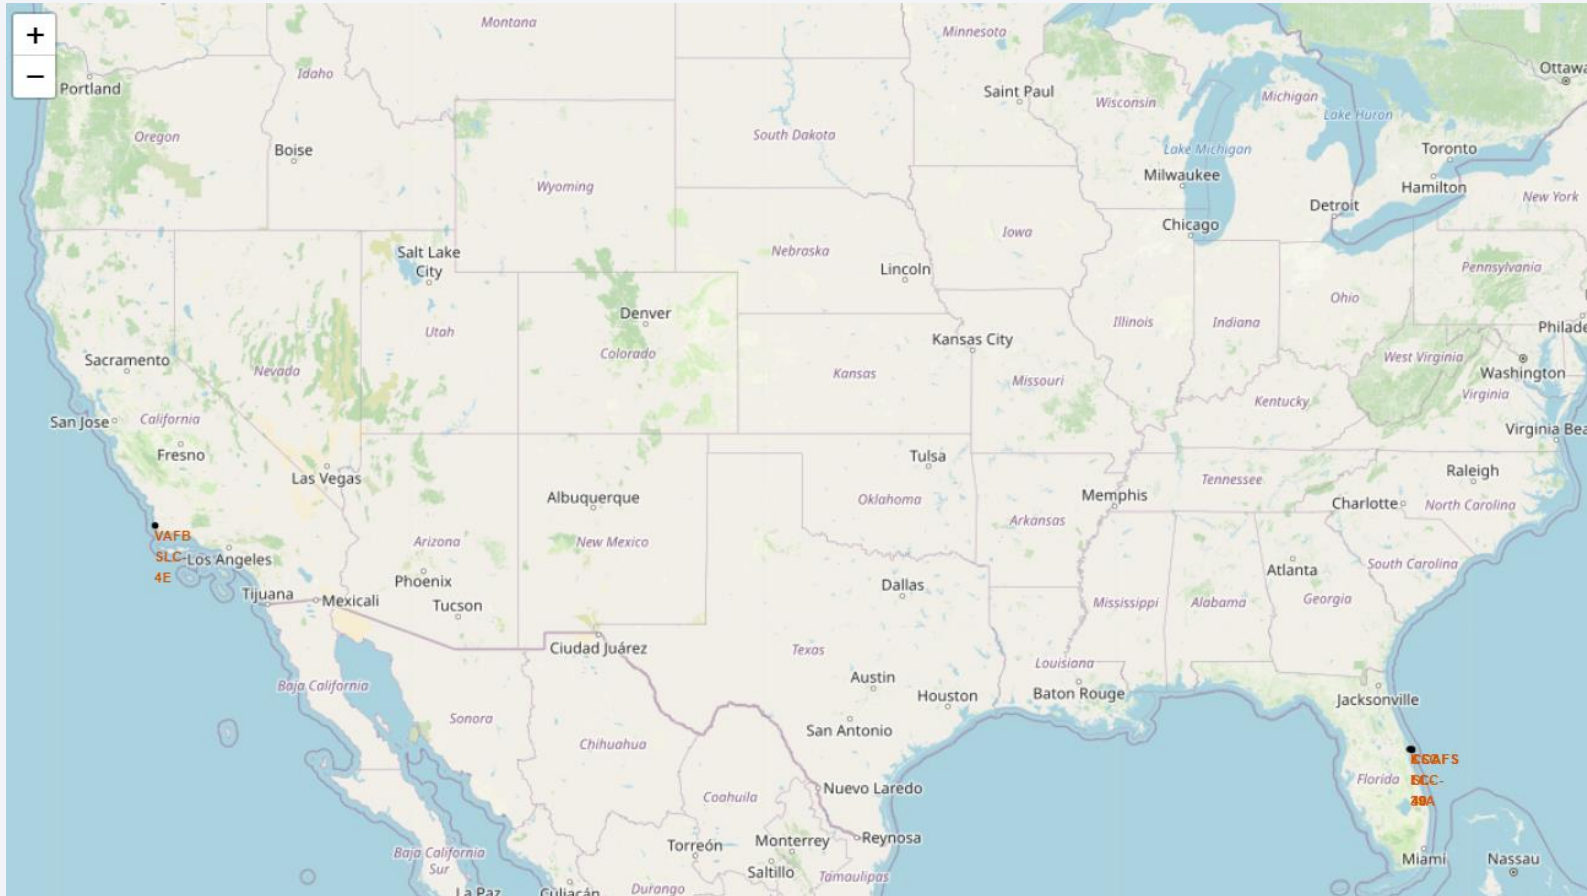 +
−
Montana
Minnesota
Ottawa
Portland
Idaho
Saint Paul
Wisconsin
Michigan
Lake Huron
Oregon
Boise
South Dakota
Lake Michigan
Toronto
Milwaukee
Hamilton
Wyoming
New York
Detroit
Chicago
Iowa
Salt Lake
City
Nebraska
Lincoln
Pennsylvania
Ohio
Denver
Utah
Illinois
Indiana
Philade
Kansas City
Colorado
Sacramento
Nevada
West Virginia
Kansas
Missouri
Washington
Virginia
Kentucky
San Jose
California
Virginia Bea
Fresno
Tulsa
Las Vegas
Raleigh
Tennessee
Albuquerque
Oklahoma
Memphis
Charlotte
North Carolina
Arkansas
VAFB
SLC-
4E
Los Angeles
Arizona
New Mexico
South Carolina
Atlanta
Phoenix
Dallas
Tijuana
Mexicali
Tucson
Mississippi
Alabama
Georgia
Ciudad Juárez
Texas
Louisiana
Austin
Baja California
Houston
Baton Rouge
Jacksonville
Sonora
San Antonio
Chihuahua
Florida
Nuevo Laredo
Coahuila
Reynosa
Torreón
Monterrey
Baja California
Sur
Miami
Nassau
Saltillo
Tamaulipas
Durango
La Paz
Culiacán